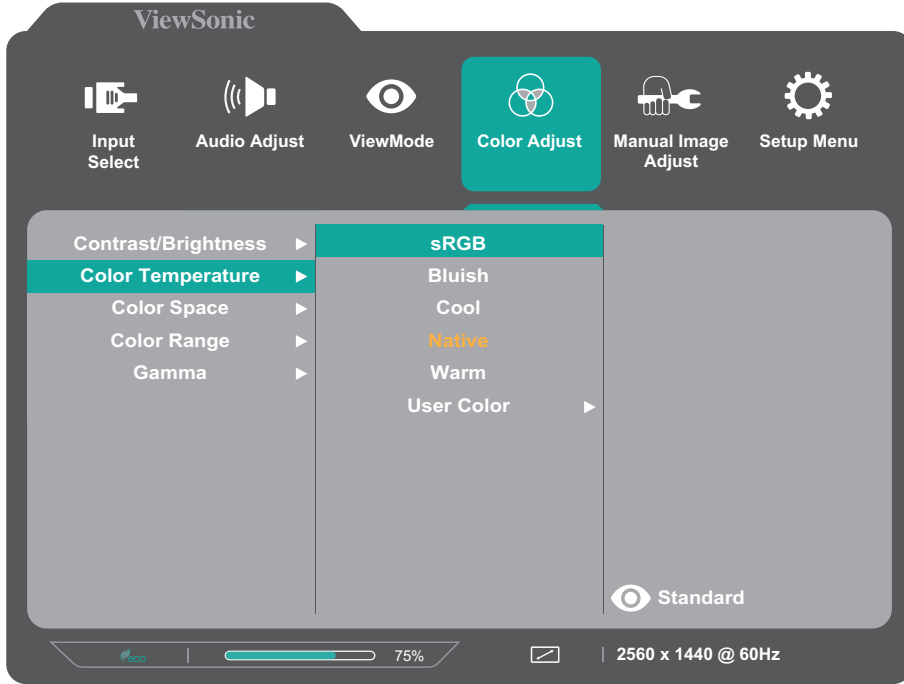 ViewSonic
Input
Select
Audio Adjust
ViewMode
Color Adjust
Manual Image
Adjust
Setup Menu
Contrast/Brightness
Color Temperature
Color Space
Color Range
Gamma
sRGB
Bluish
Cool
Native
Warm
User Color
Standard
eco
75%
2560 x 1440 @ 60Hz